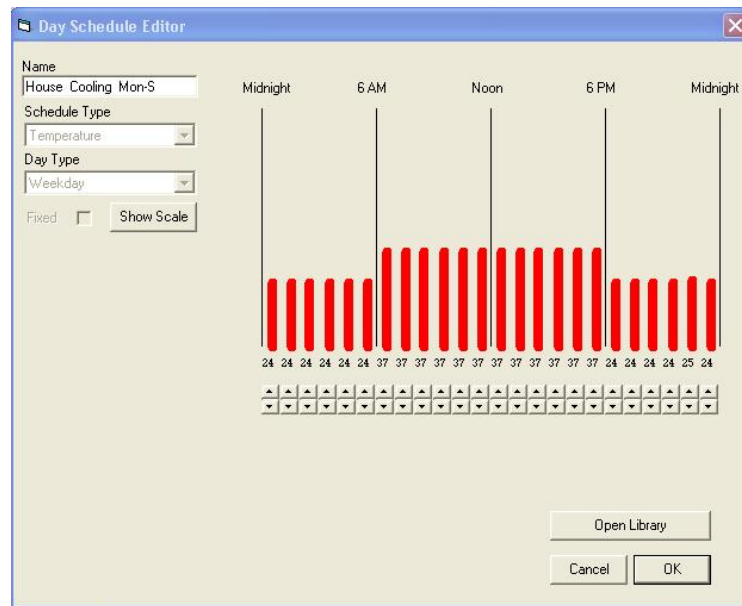 Day Schedule Editor
Name
House Cooling Mon-S
Schedule Type
Temperature
Day Type
Weekday
Fixed Show Scale
Midnight 6 AM Noon 6 PM Midnight
24 24 24 24 24 24 37 37 37 37 37 37 37 37 37 37 37 37 24 24 24 24 25 24
Open Library
Cancel OK